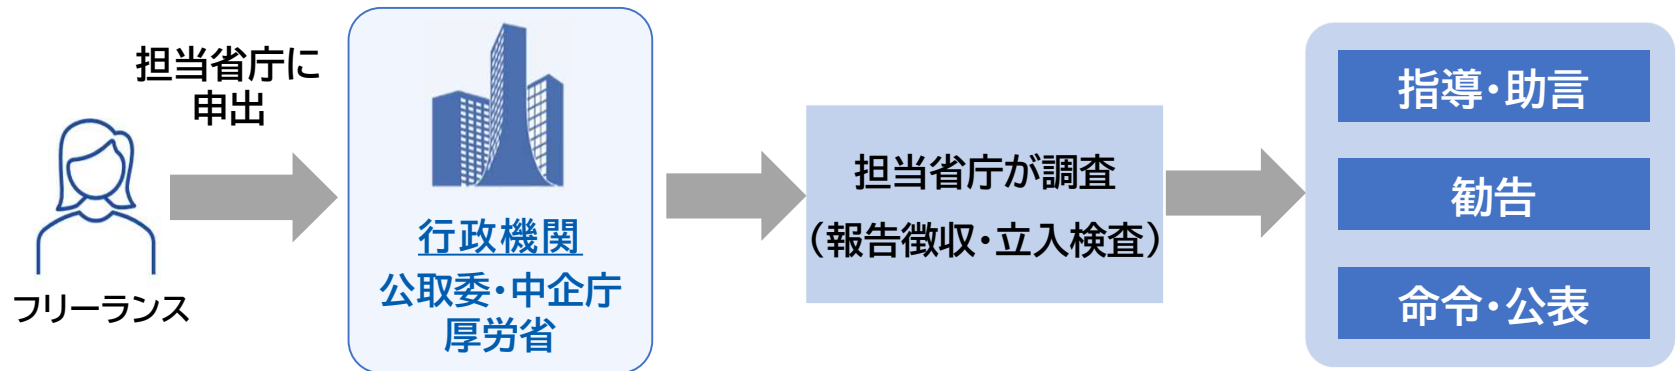 担当省庁に
申出
フリーランス
行政機関
公取委・中企庁
厚労省
担当省庁が調査
（報告徴収・立入検査）
指導・助言
勧告
命令・公表